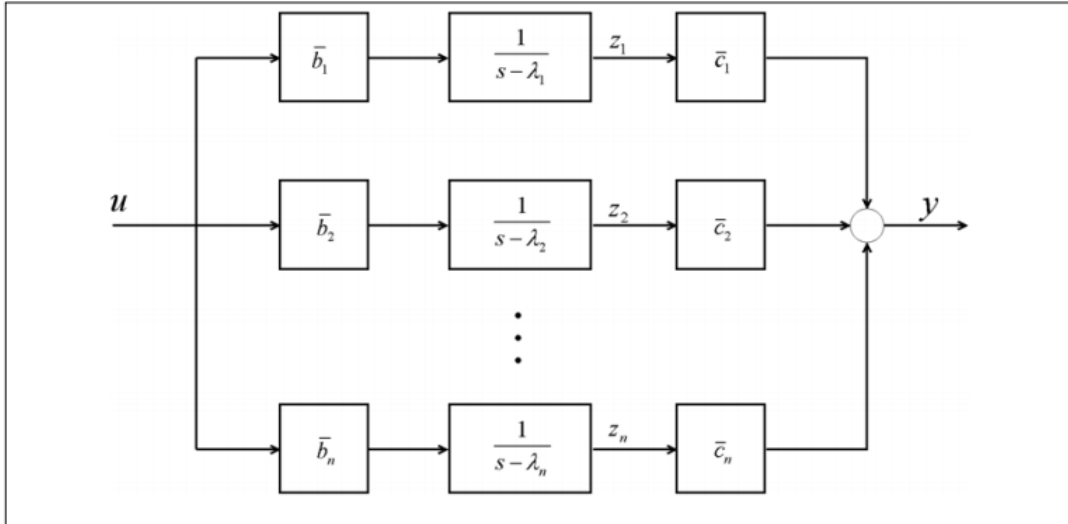 b̄₁ 1/(s − λ₁) z₁ c̄₁
u b̄₂ 1/(s − λ₂) z₂ c̄₂ y
⋮
b̄ₙ 1/(s − λₙ) zₙ c̄ₙ